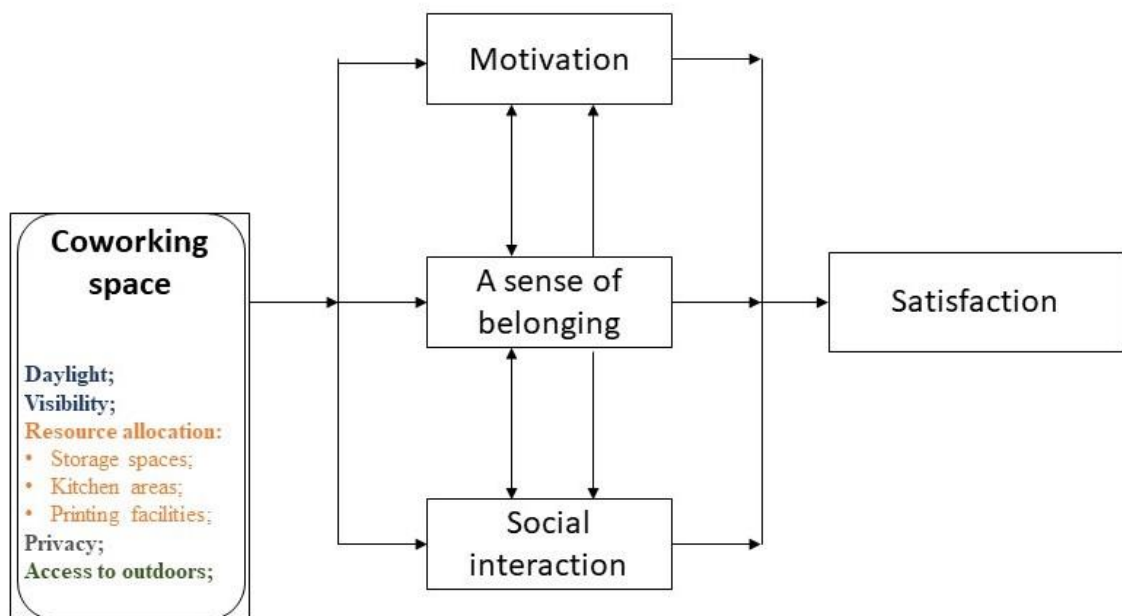 Motivation
Coworking
space
Daylight;
Visibility;
Resource allocation:
• Storage spaces;
• Kitchen areas;
• Printing facilities;
Privacy;
Access to outdoors;
A sense of
belonging
Social
interaction
Satisfaction